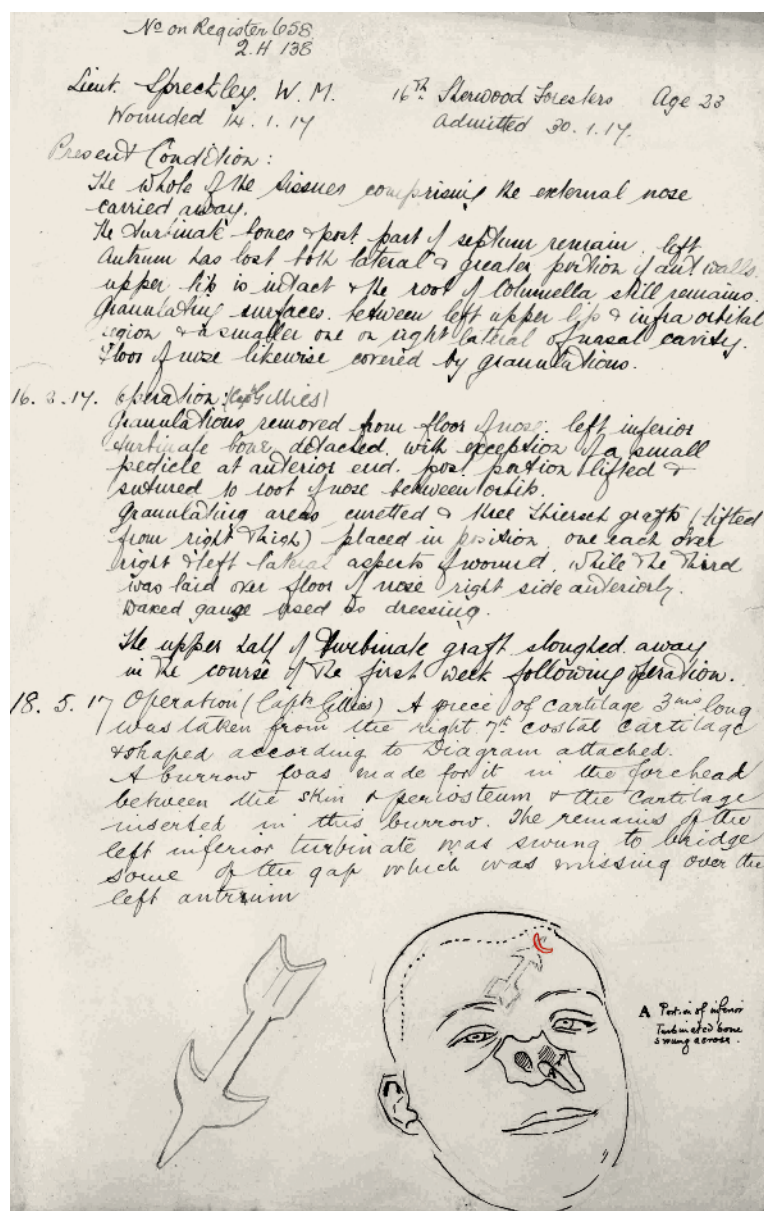 No on Register 658
2.H 138
Lieut. Spreckley. W. M. 16TH Sherwood Foresters. Age 23
Wounded 14.1.17 Admitted 30.1.17.
Present Condition:
The whole of the tissues comprising the external nose
carried away.
The turbinate bones & post part of septum remain. left
Antrum has lost both lateral & greater portion of ant walls.
upper lip is intact & the root of Columella still remains.
Granulating surfaces between left upper lip & infra orbital
region & a smaller one on right lateral of nasal cavity.
Floor of nose likewise covered by granulations.
16. 3. 17. Operation: (Capt Gillies)
Granulations removed from floor of nose. left inferior
turbinate bone, detached, with exception of a small
pedicle at anterior end. pos. portion lifted &
sutured to root of nose between orbits.
Granulating areas curetted & three Thiersch grafts (lifted
from right thigh) placed in position, one each over
right & left lateral aspects of wound, while the third
was laid over floor of nose right side anteriorly.
gauge used as dressing.
The upper half of turbinate graft sloughed away
in the course of the first week following operation.
18. 5. 17 Operation (Capt. Gillies) A piece of cartilage 3 ins long
was taken from the right 7th costal cartilage
& shaped according to Diagram attached.
A burrow was made for it in the forehead
between the skin & periosteum & the cartilage
inserted in this burrow. The remains of the
left inferior turbinate was swung to bridge
some of the gap which was missing over the
left antrum
A Portion of inferior
Turbinated bone
swung across.
A